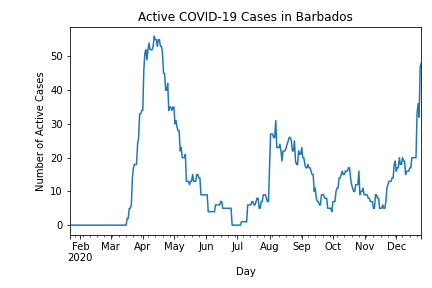 Active COVID-19 Cases in Barbados
50
40
30
20
10
0
Number of Active Cases
Feb Mar Apr May Jun Jul Aug Sep Oct Nov Dec
2020
Day